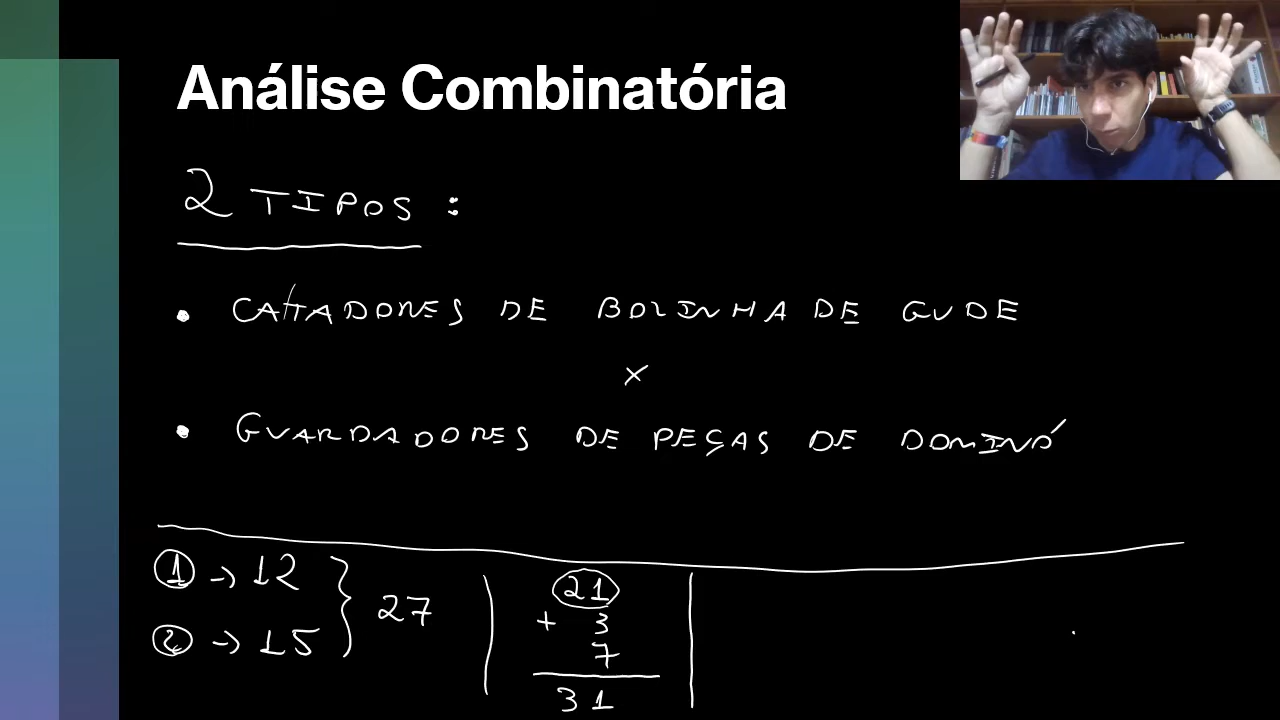 Análise Combinatória
2 TIPOS :
• CATADORES DE BOLINHA DE GUDE
X
• GUARDADORES DE PEÇAS DE DOMINÓ
① → 12 } 27
② → 15
21
+ 3
7
31